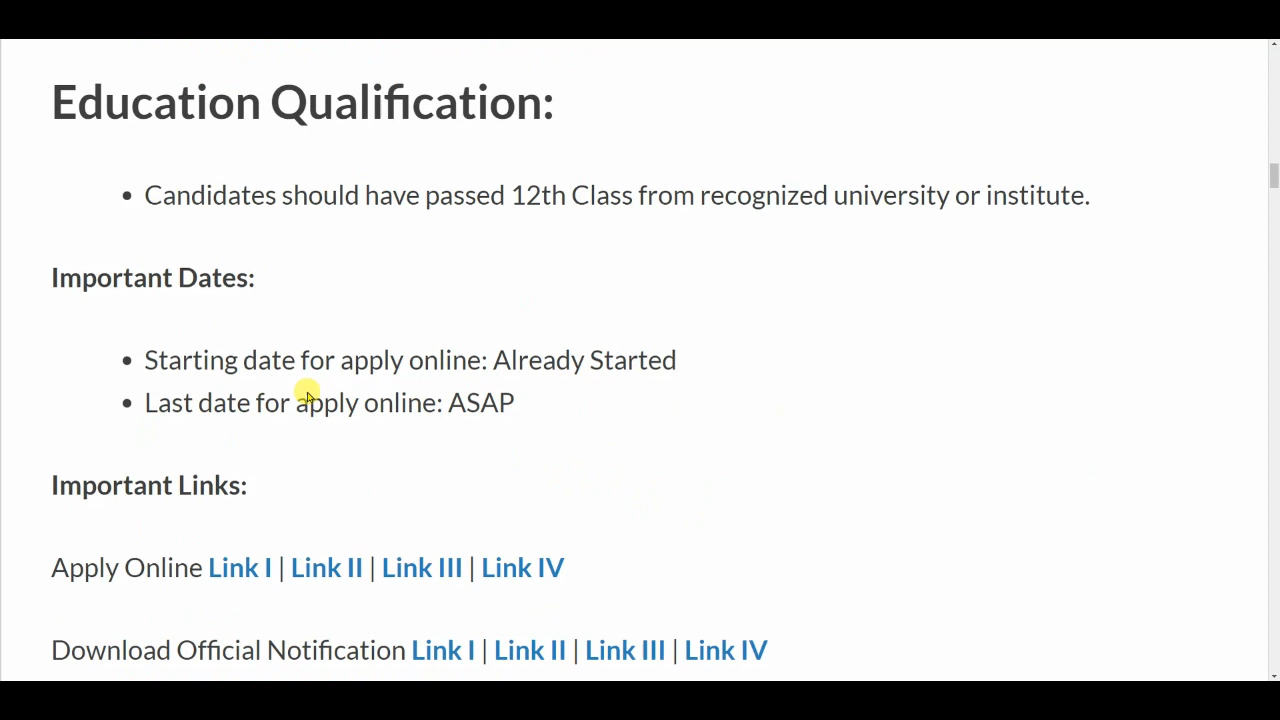 Education Qualification:
Candidates should have passed 12th Class from recognized university or institute.
Important Dates:
Starting date for apply online: Already Started
Last date for apply online: ASAP
Important Links:
Apply Online Link I | Link II | Link III | Link IV
Download Official Notification Link I | Link II | Link III | Link IV